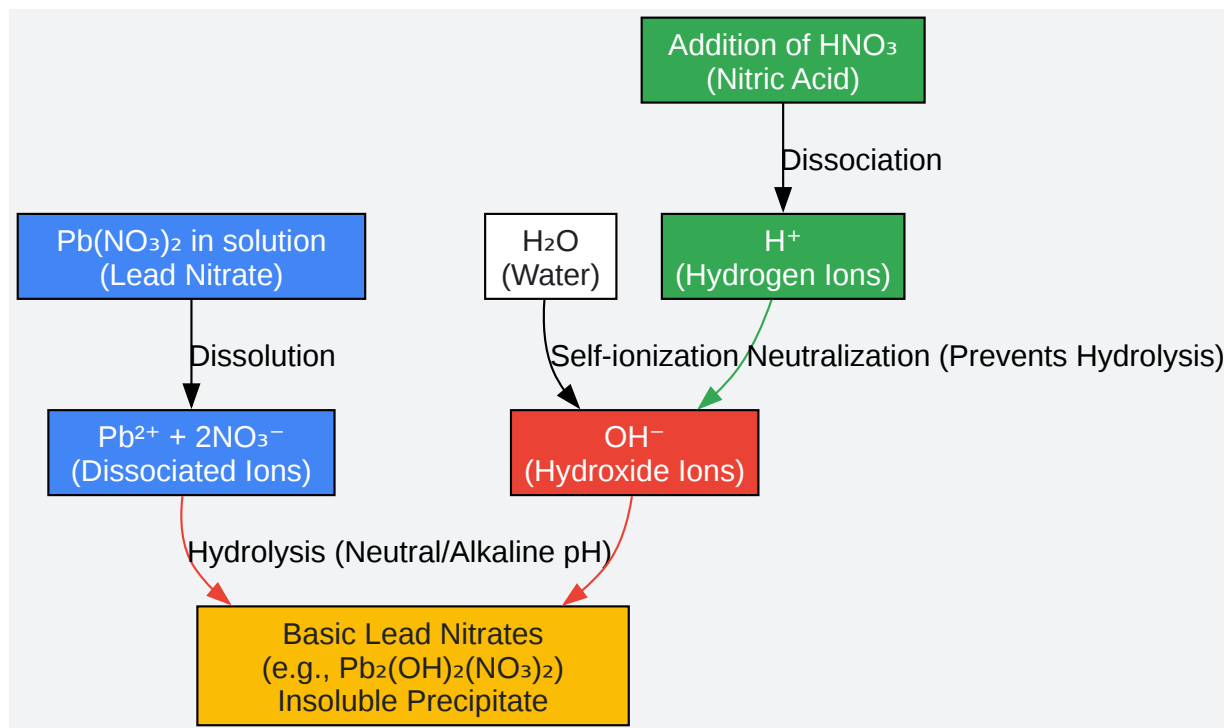 Addition of HNO₃
(Nitric Acid)
Dissociation
Pb(NO₃)₂ in solution
(Lead Nitrate)
H₂O
(Water)
H⁺
(Hydrogen Ions)
Dissolution
Self-ionization
Neutralization (Prevents Hydrolysis)
Pb²⁺ + 2NO₃⁻
(Dissociated Ions)
OH⁻
(Hydroxide Ions)
Hydrolysis (Neutral/Alkaline pH)
Basic Lead Nitrates
(e.g., Pb₂(OH)₂(NO₃)₂)
Insoluble Precipitate